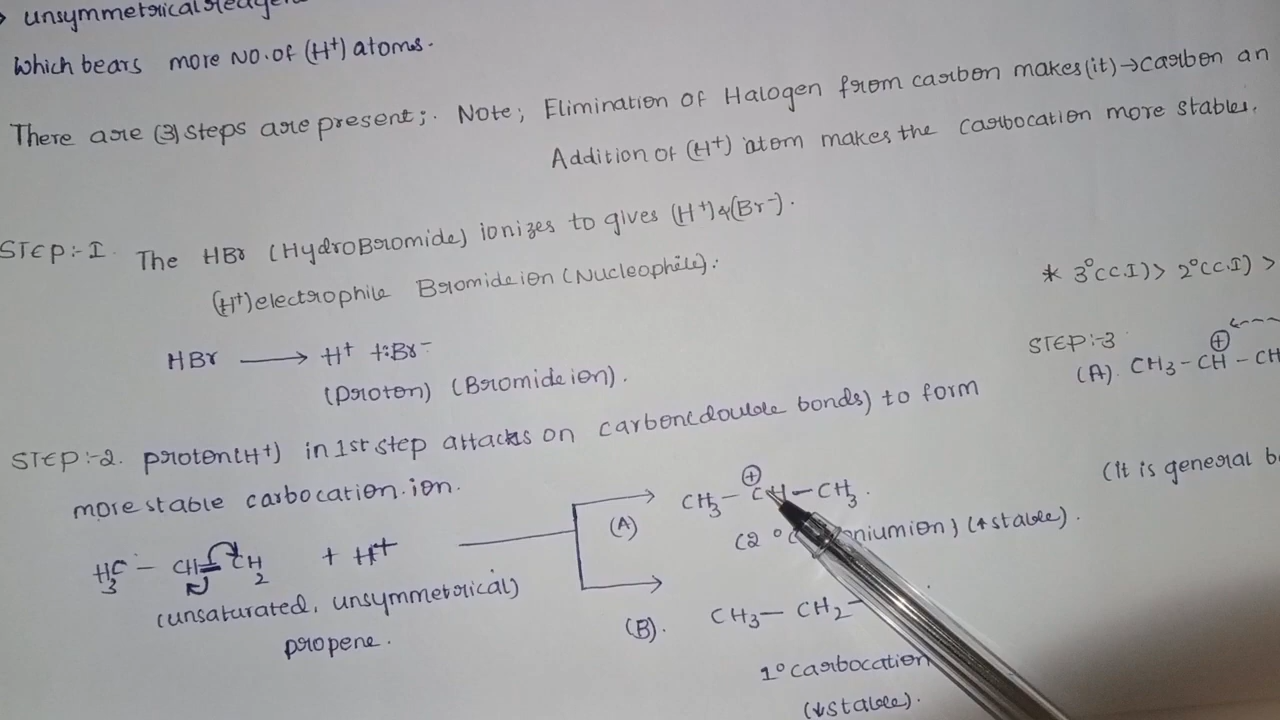 → unsymmetrical
which bears more No. of (H⁺) atoms.
There are (3) steps are present;. Note; Elimination of Halogen from carbon makes (it) → carbon an
Addition of (H⁺) atom makes the carbocation more stables.
STEP:-I. The HBr (HydroBromide) ionizes to gives (H⁺) & (Br⁻).
(H⁺) electrophile Bromide ion (Nucleophile):
HBr ⟶ H⁺ + :Br⁻
(proton) (Bromide ion).
* 3°(C.I) > 2°(C.I) >
STEP:-3
(A). CH₃ - CH⊕ - CH
STEP:-2. proton (H⁺) in 1st step attacks on carbon (double bonds) to form
more stable carbocation.ion.
(It is general b
H₃C - CH = CH₂ + H⁺
(unsaturated, unsymmetrical)
propene.
(A) CH₃ - CH⊕ - CH₃.
(2° niumion) (↑stable).
(B). CH₃ - CH₂ -
1° carbocation
(↓stable).